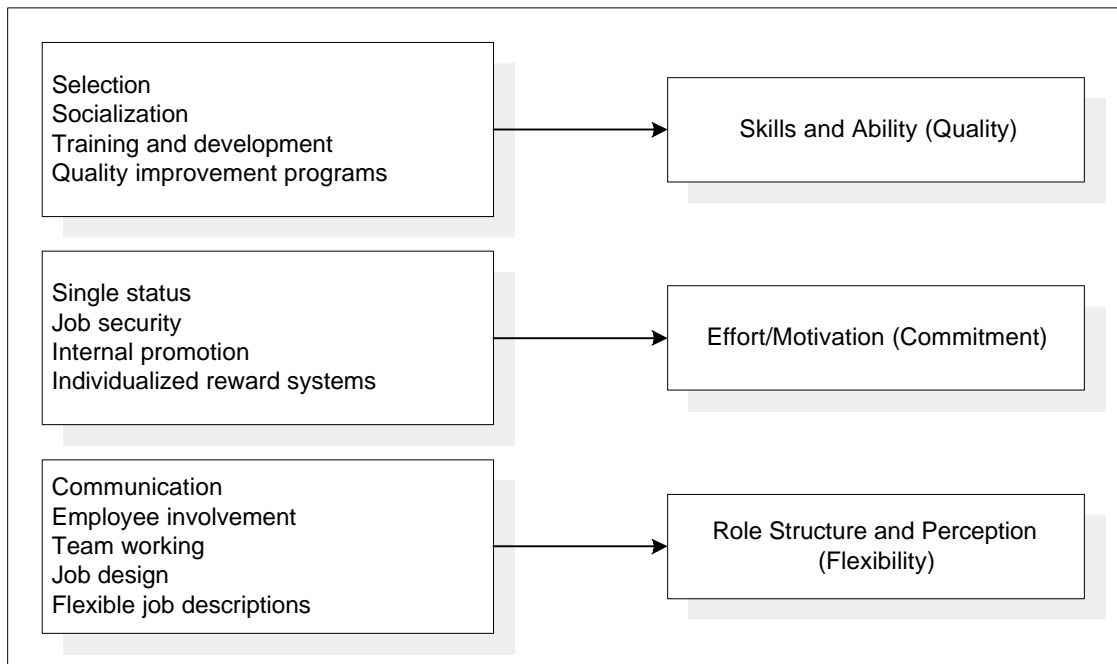 Selection
Socialization
Training and development
Quality improvement programs
Skills and Ability (Quality)
Single status
Job security
Internal promotion
Individualized reward systems
Effort/Motivation (Commitment)
Communication
Employee involvement
Team working
Job design
Flexible job descriptions
Role Structure and Perception
(Flexibility)